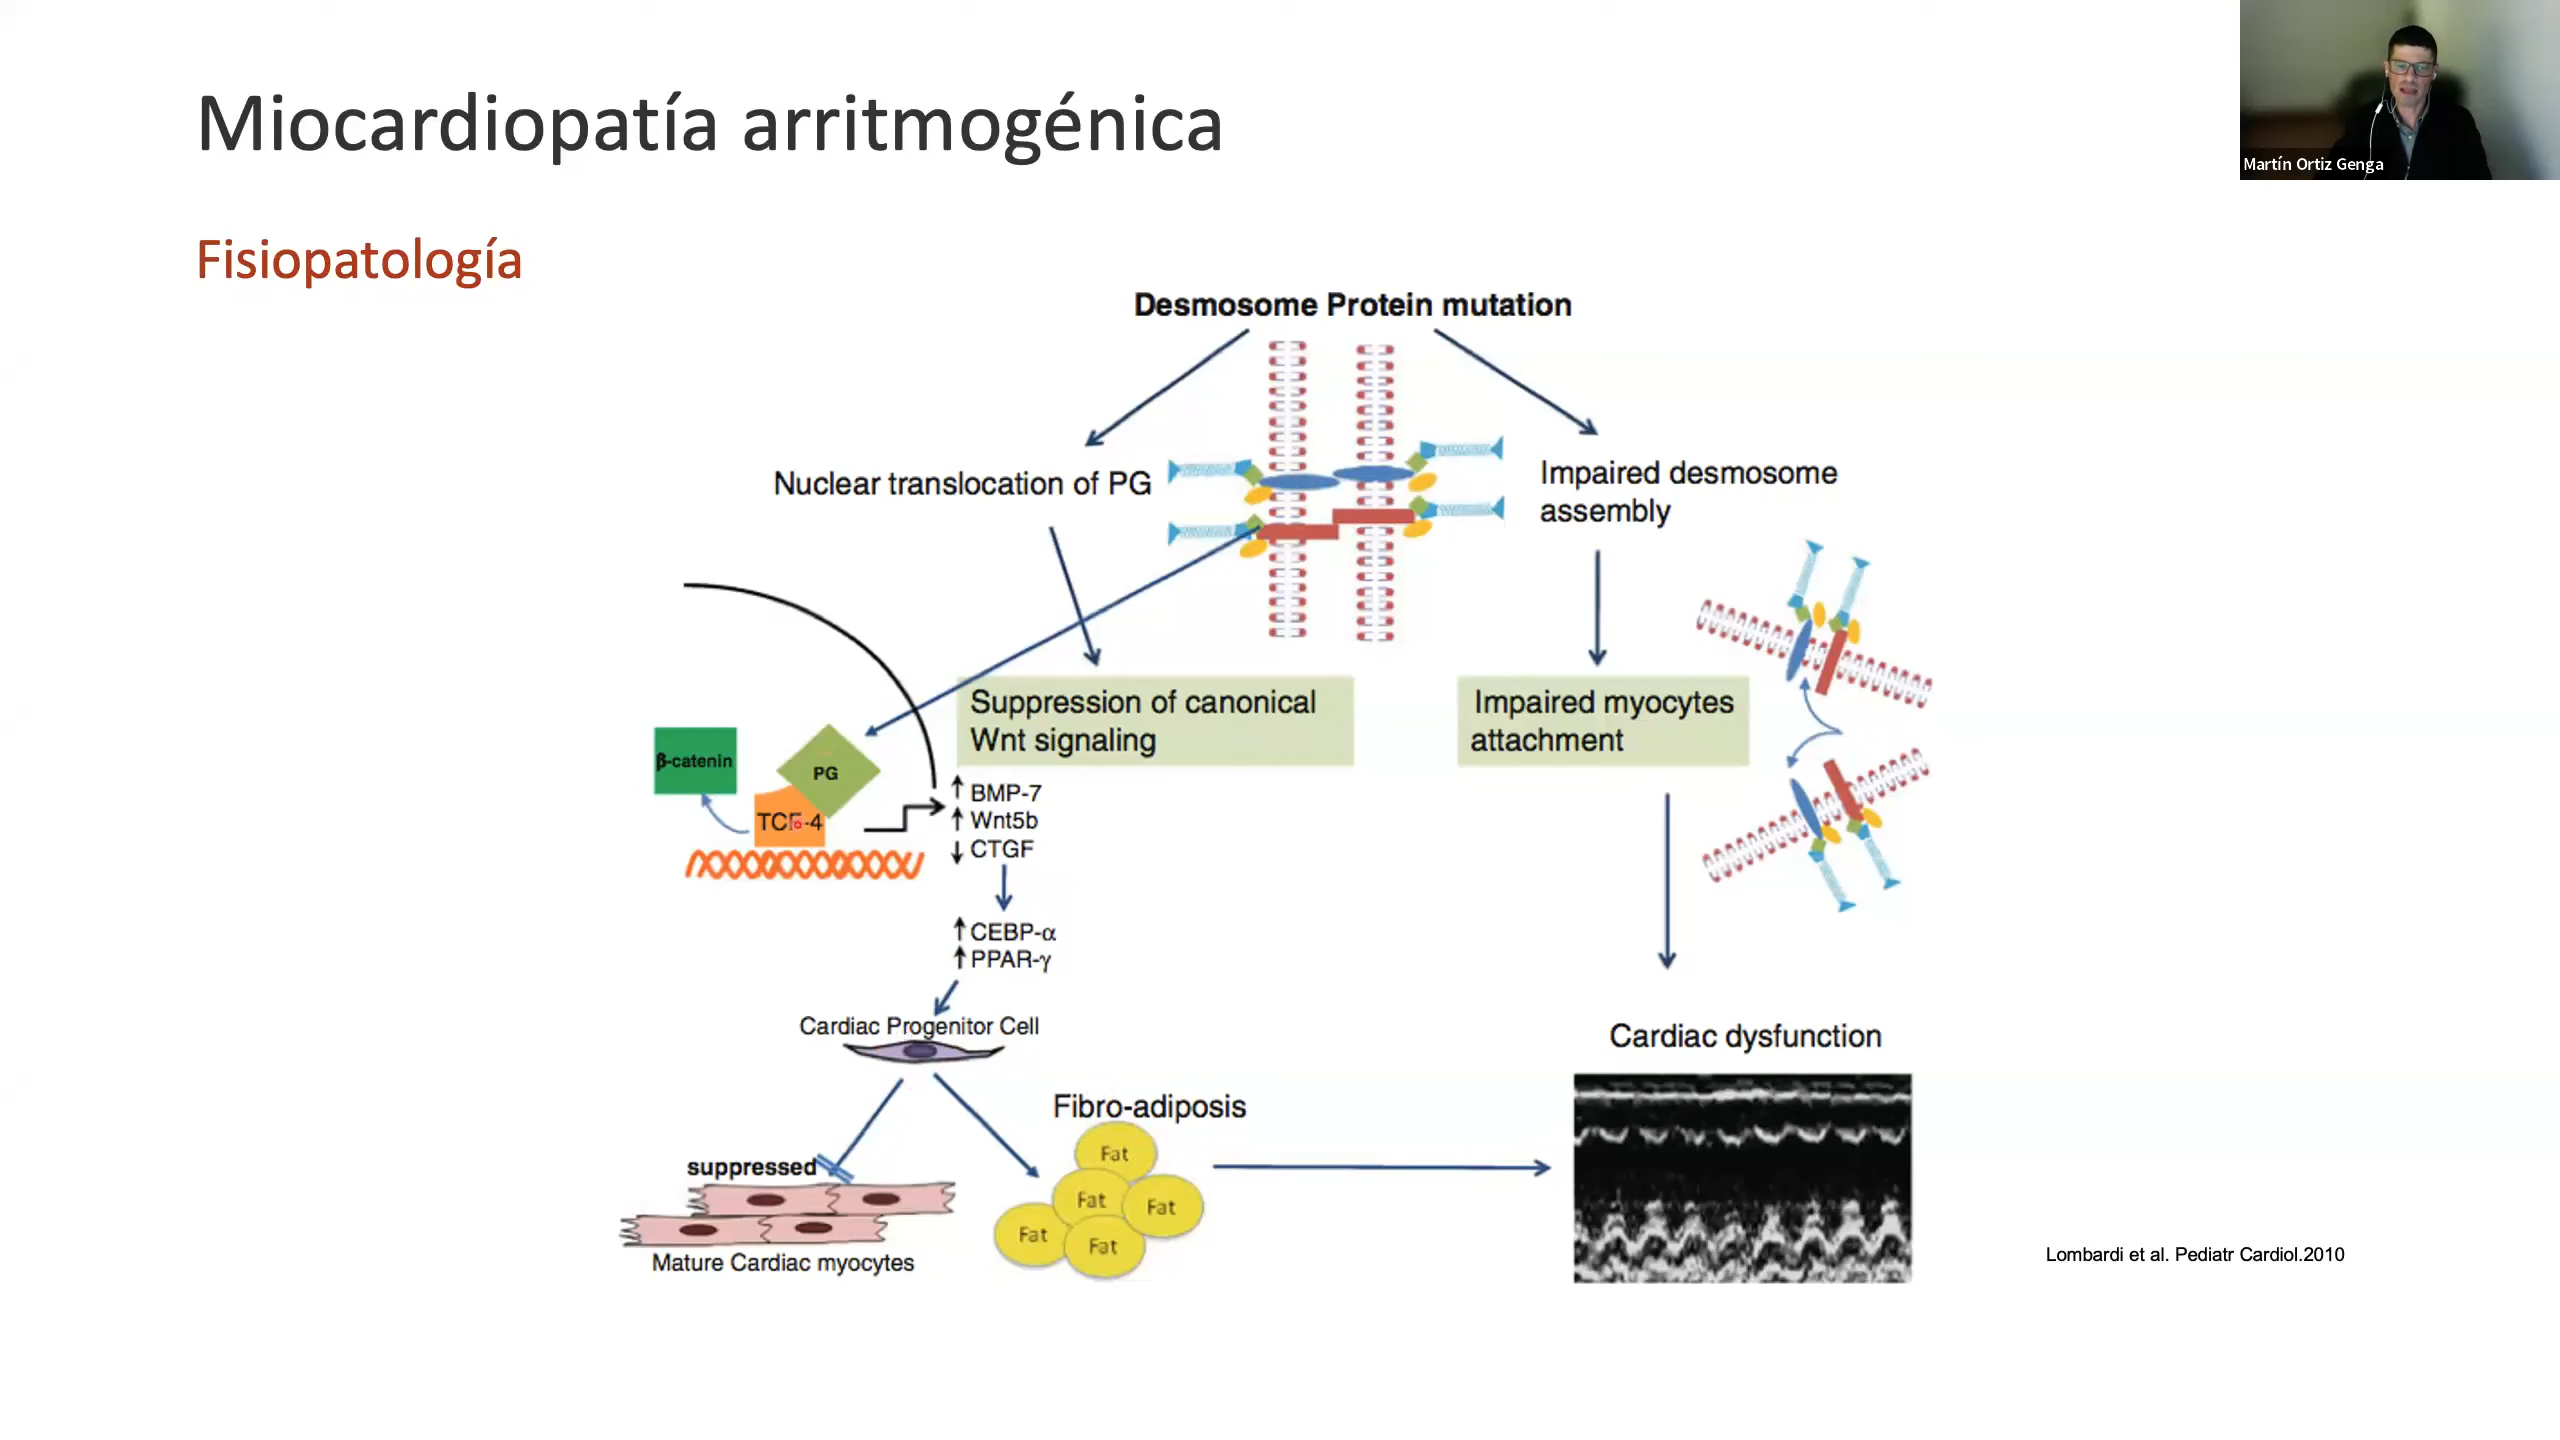 Miocardiopatía arritmogénica
Martín Ortiz Genga
Fisiopatología
Desmosome Protein mutation
Nuclear translocation of PG
Impaired desmosome
assembly
Suppression of canonical
Wnt signaling
Impaired myocytes
attachment
β-catenin
PG
TCF-4
↑ BMP-7
↑ Wnt5b
↓ CTGF
↑ CEBP-α
↑ PPAR-γ
Cardiac Progenitor Cell
Cardiac dysfunction
Fibro-adiposis
suppressed
Fat
Fat
Fat
Fat
Fat
Mature Cardiac myocytes
Lombardi et al. Pediatr Cardiol.2010